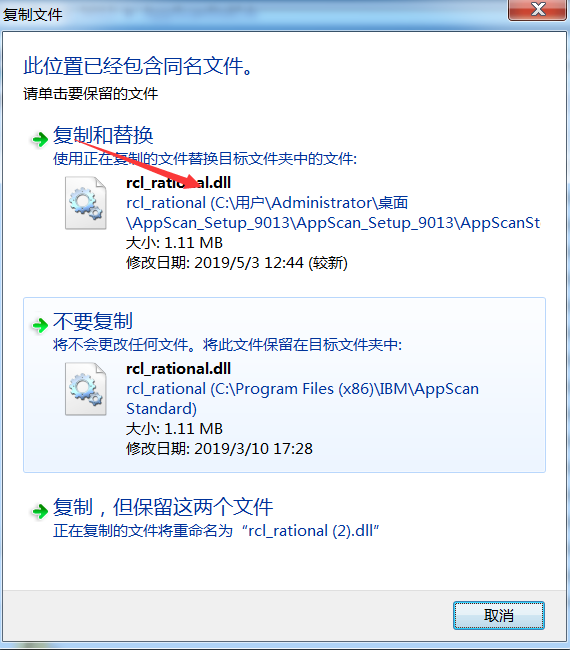 复制文件
此位置已经包含同名文件。
请单击要保留的文件
复制和替换
使用正在复制的文件替换目标文件夹中的文件:
rcl_rational.dll
rcl_rational (C:\用户\Administrator\桌面
\AppScan_Setup_9013\AppScan_Setup_9013\AppScanSt
大小: 1.11 MB
修改日期: 2019/5/3 12:44 (较新)
不要复制
将不会更改任何文件。将此文件保留在目标文件夹中:
rcl_rational.dll
rcl_rational (C:\Program Files (x86)\IBM\AppScan
Standard)
大小: 1.11 MB
修改日期: 2019/3/10 17:28
复制，但保留这两个文件
正在复制的文件将重命名为“rcl_rational (2).dll”
取消